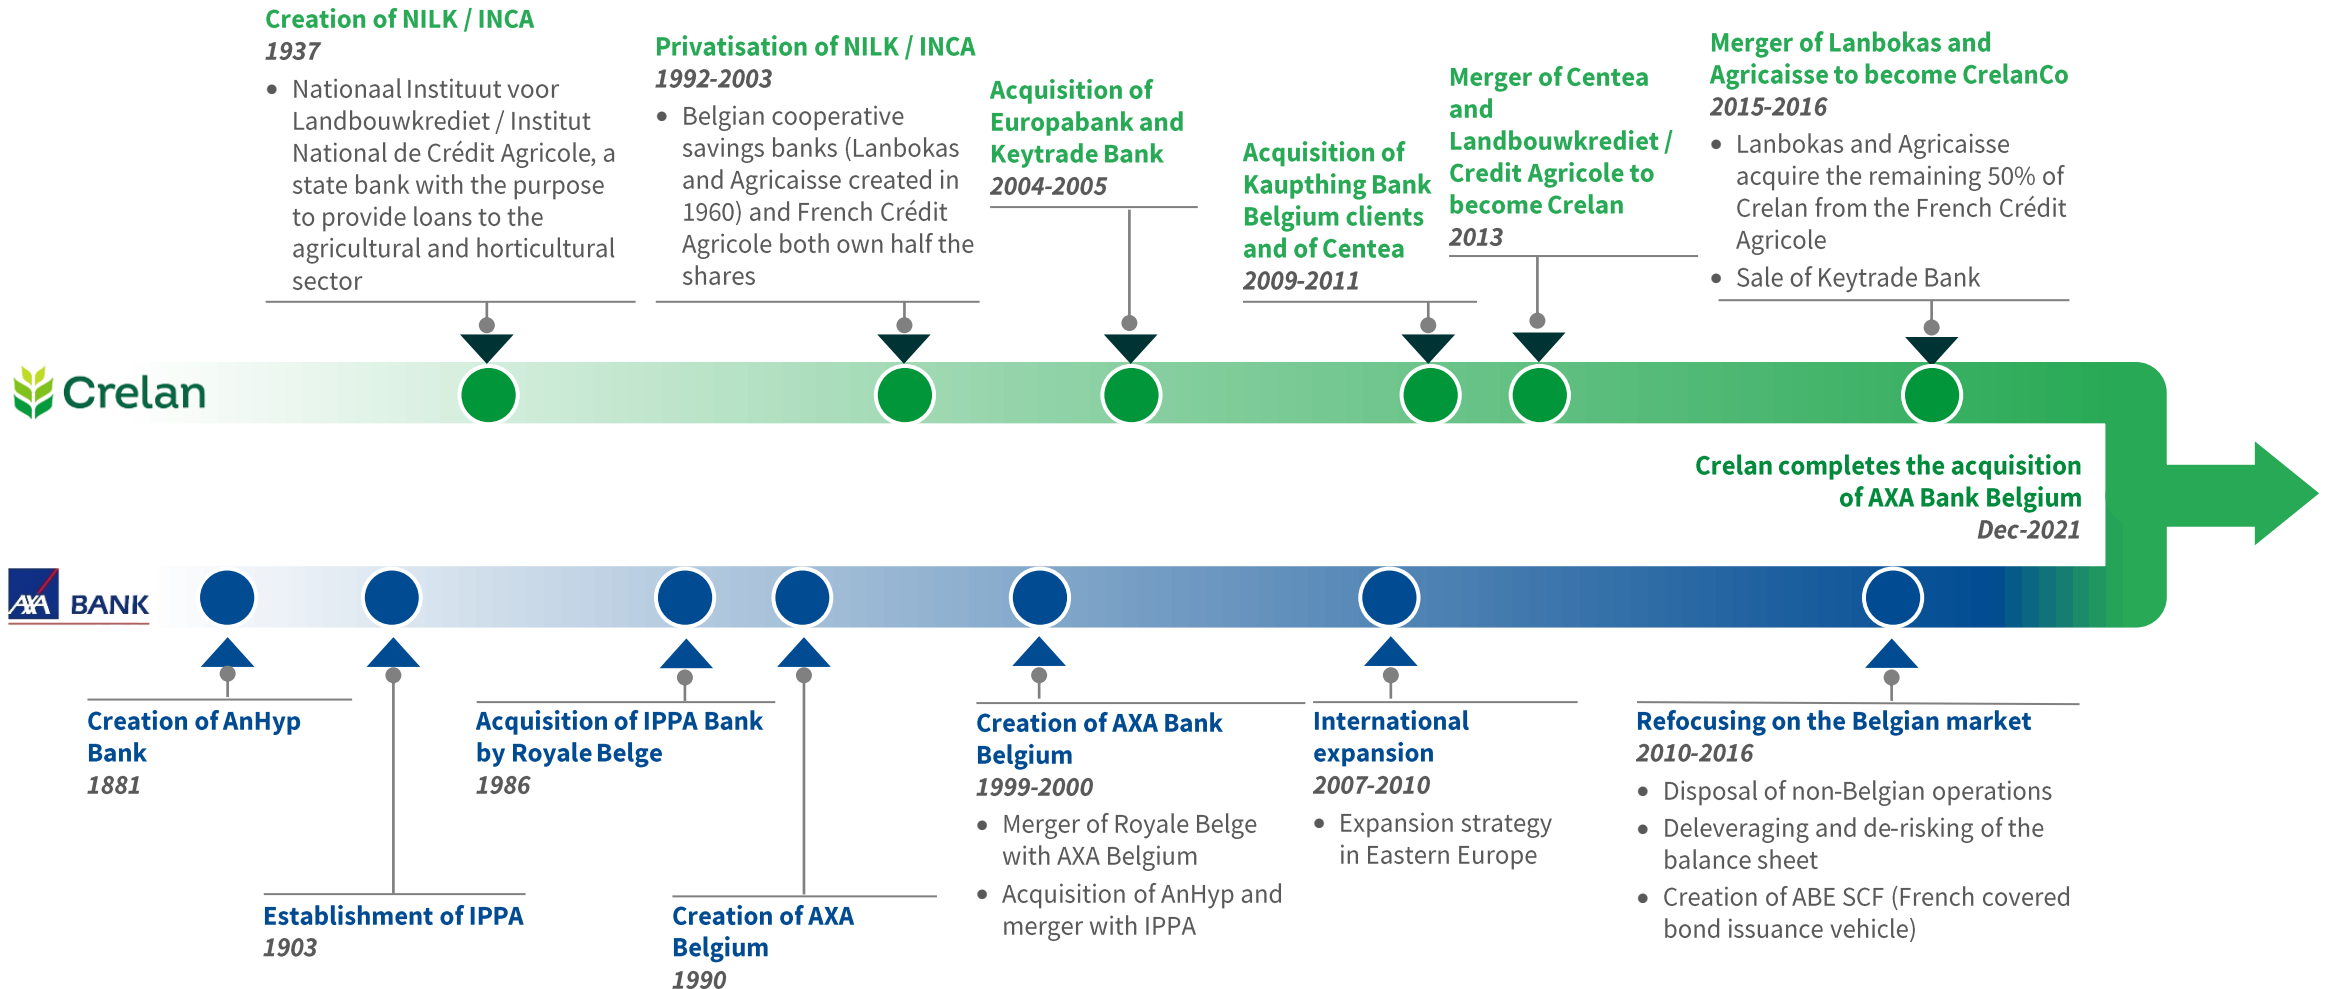 Creation of NILK / INCA
1937
• Nationaal Instituut voor
Landbouwkrediet / Institut
National de Crédit Agricole, a
state bank with the purpose
to provide loans to the
agricultural and horticultural
sector
Privatisation of NILK / INCA
1992-2003
• Belgian cooperative
savings banks (Lanbokas
and Agricaisse created in
1960) and French Crédit
Agricole both own half the
shares
Acquisition of
Europabank and
Keytrade Bank
2004-2005
Acquisition of
Kaupthing Bank
Belgium clients
and of Centea
2009-2011
Merger of Centea
and
Landbouwkrediet /
Credit Agricole to
become Crelan
2013
Merger of Lanbokas and
Agricaisse to become CrelanCo
2015-2016
• Lanbokas and Agricaisse
acquire the remaining 50% of
Crelan from the French Crédit
Agricole
• Sale of Keytrade Bank
Crelan
Crelan completes the acquisition
of AXA Bank Belgium
Dec-2021
AXA BANK
Creation of AnHyp
Bank
1881
Establishment of IPPA
1903
Acquisition of IPPA Bank
by Royale Belge
1986
Creation of AXA
Belgium
1990
Creation of AXA Bank
Belgium
1999-2000
• Merger of Royale Belge
with AXA Belgium
• Acquisition of AnHyp and
merger with IPPA
International
expansion
2007-2010
• Expansion strategy
in Eastern Europe
Refocusing on the Belgian market
2010-2016
• Disposal of non-Belgian operations
• Deleveraging and de-risking of the
balance sheet
• Creation of ABE SCF (French covered
bond issuance vehicle)